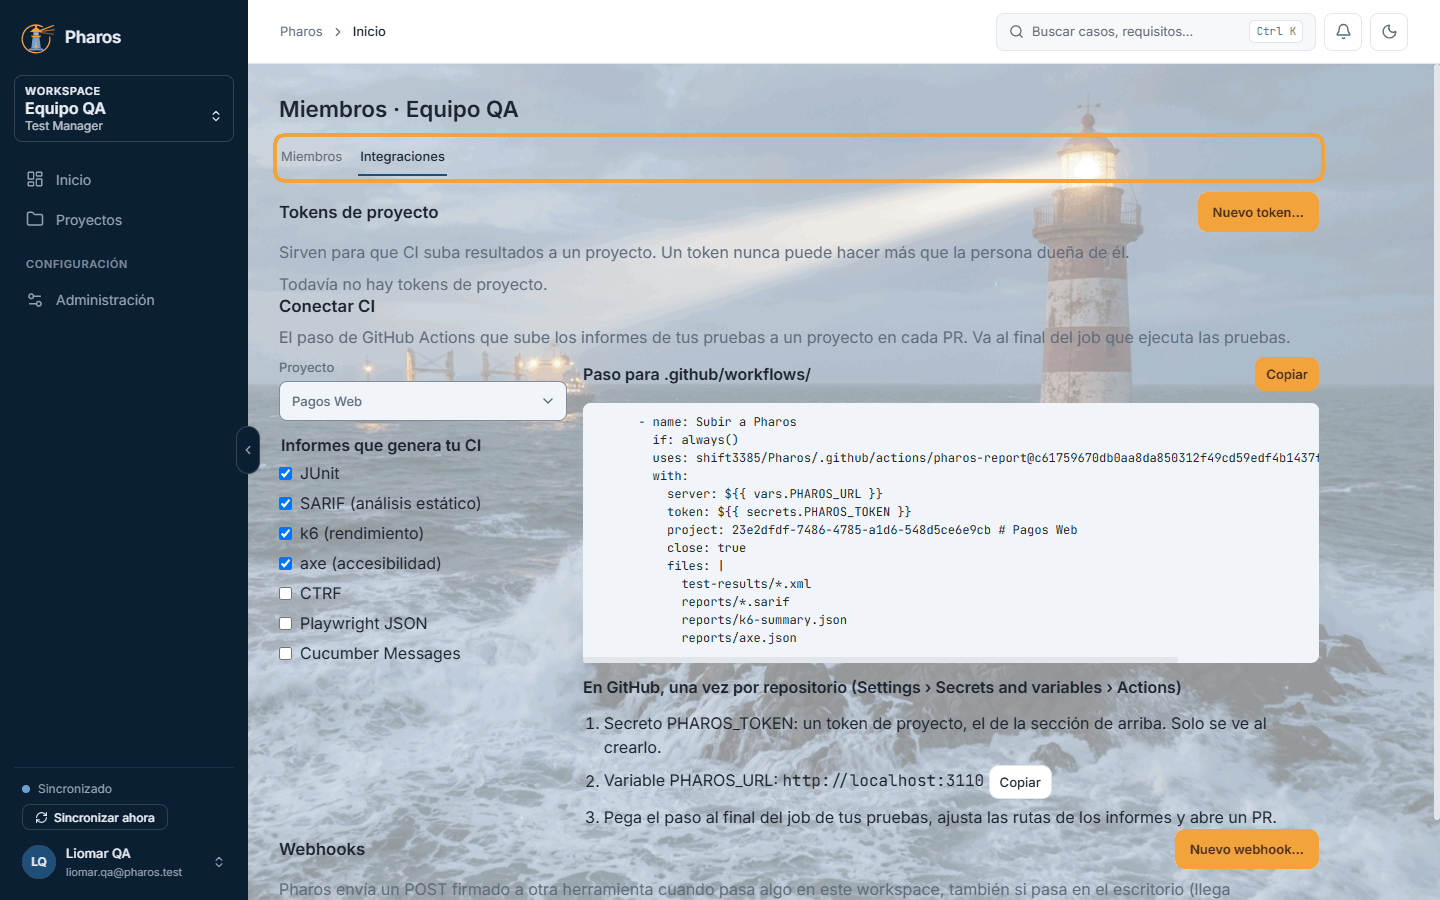 Pharos
WORKSPACE
Equipo QA
Test Manager
Inicio
Proyectos
CONFIGURACIÓN
Administración
Sincronizado
Sincronizar ahora
LQ
Liomar QA
liomar.qa@pharos.test
Pharos > Inicio
Buscar casos, requisitos...
Ctrl K
Miembros · Equipo QA
Miembros
Integraciones
Tokens de proyecto
Nuevo token...
Sirven para que CI suba resultados a un proyecto. Un token nunca puede hacer más que la persona dueña de él.
Todavía no hay tokens de proyecto.
Conectar CI
El paso de GitHub Actions que sube los informes de tus pruebas a un proyecto en cada PR. Va al final del job que ejecuta las pruebas.
Proyecto
Pagos Web
Informes que genera tu CI
JUnit
SARIF (análisis estático)
k6 (rendimiento)
axe (accesibilidad)
CTRF
Playwright JSON
Cucumber Messages
Paso para .github/workflows/
Copiar
- name: Subir a Pharos
if: always()
uses: shift3385/Pharos/.github/actions/pharos-report@c61759670db0aa8da850312f49cd59edf4b1437
with:
server: ${{ vars.PHAROS_URL }}
token: ${{ secrets.PHAROS_TOKEN }}
project: 23e2dfdf-7486-4785-a1d6-548d5ce6e9cb # Pagos Web
close: true
files: |
test-results/*.xml
reports/*.sarif
reports/k6-summary.json
reports/axe.json
En GitHub, una vez por repositorio (Settings › Secrets and variables › Actions)
1. Secreto PHAROS_TOKEN: un token de proyecto, el de la sección de arriba. Solo se ve al
crearlo.
2. Variable PHAROS_URL: http://localhost:3110 Copiar
3. Pega el paso al final del job de tus pruebas, ajusta las rutas de los informes y abre un PR.
Webhooks
Nuevo webhook...
Pharos envía un POST firmado a otra herramienta cuando pasa algo en este workspace, también si pasa en el escritorio (llega